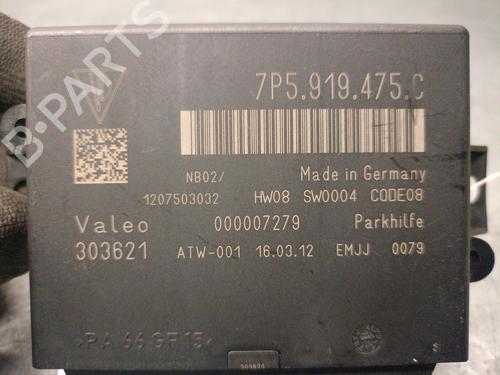 7P5.919.475.C
NB02/ Made in Germany
1207503032 HW08 SW0004 CODE08
Valeo 000007279 Parkhilfe
303621 ATW-001 16.03.12 EMJJ 0079
>PA 66 GF 15<
303621
B-PARTS